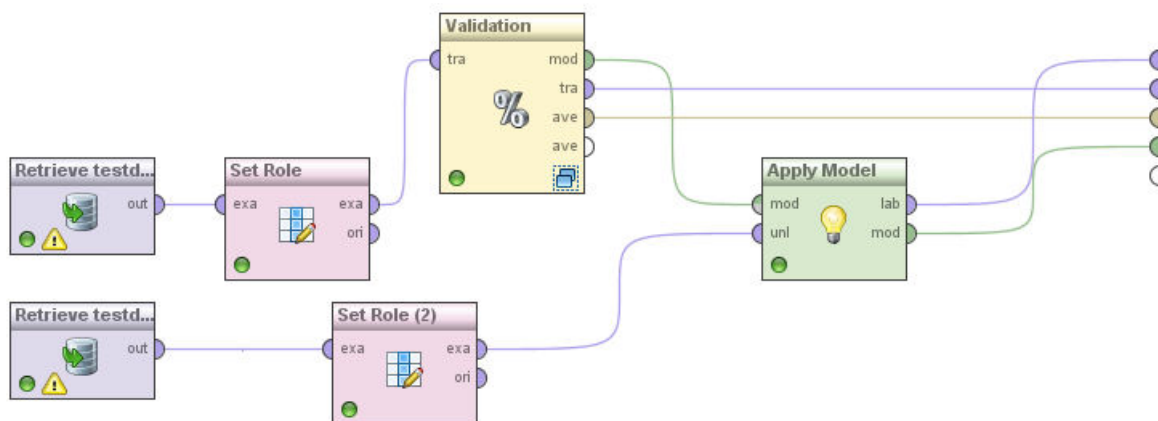 Validation
tra
mod
tra
ave
ave
%
Retrieve testd...
out
Set Role
exa
exa
ori
Apply Model
mod
lab
unl
mod
Retrieve testd...
out
Set Role (2)
exa
exa
ori